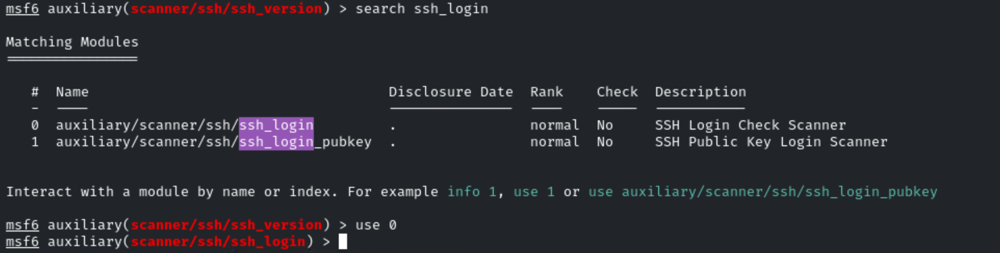 msf6 auxiliary(scanner/ssh/ssh_version) > search ssh_login
Matching Modules
================
# Name Disclosure Date Rank Check Description
- ---- --------------- ---- ----- -----------
0 auxiliary/scanner/ssh/ssh_login . normal No SSH Login Check Scanner
1 auxiliary/scanner/ssh/ssh_login_pubkey . normal No SSH Public Key Login Scanner
Interact with a module by name or index. For example info 1, use 1 or use auxiliary/scanner/ssh/ssh_login_pubkey
msf6 auxiliary(scanner/ssh/ssh_version) > use 0
msf6 auxiliary(scanner/ssh/ssh_login) >